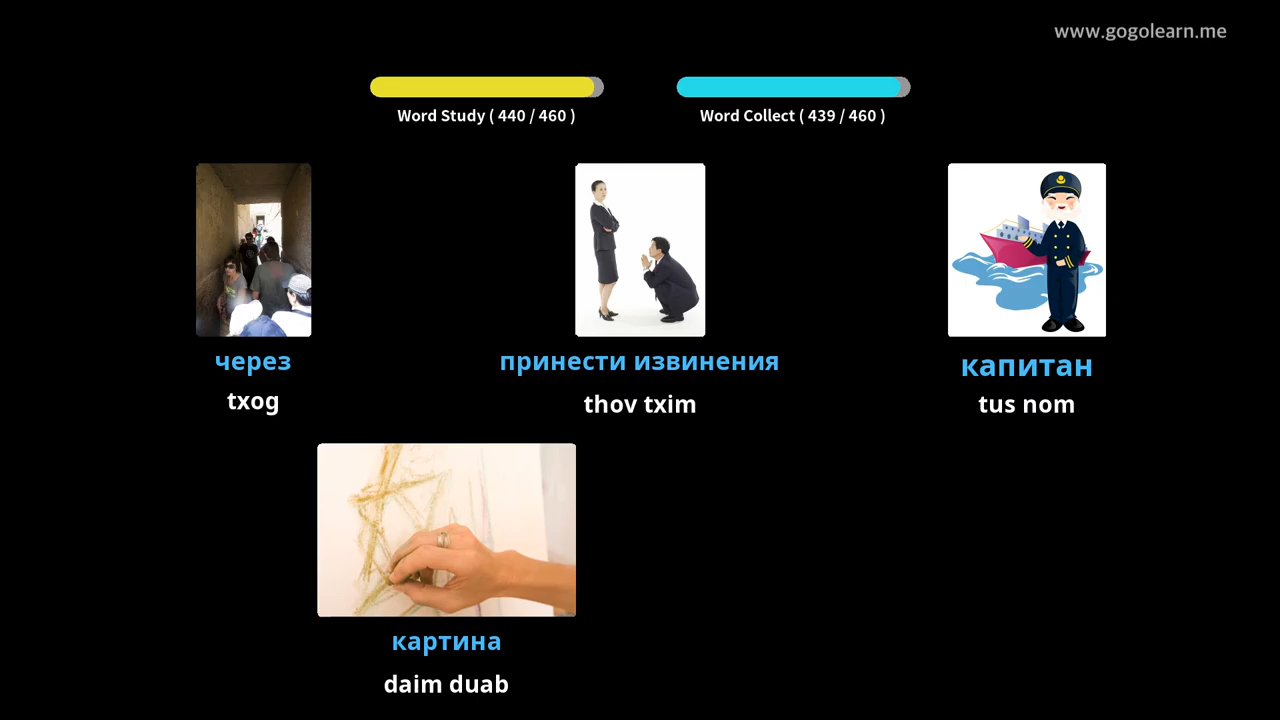 www.gogolearn.me
Word Study ( 440 / 460 )
Word Collect ( 439 / 460 )
через
txog
принести извинения
thov txim
капитан
tus nom
картина
daim duab